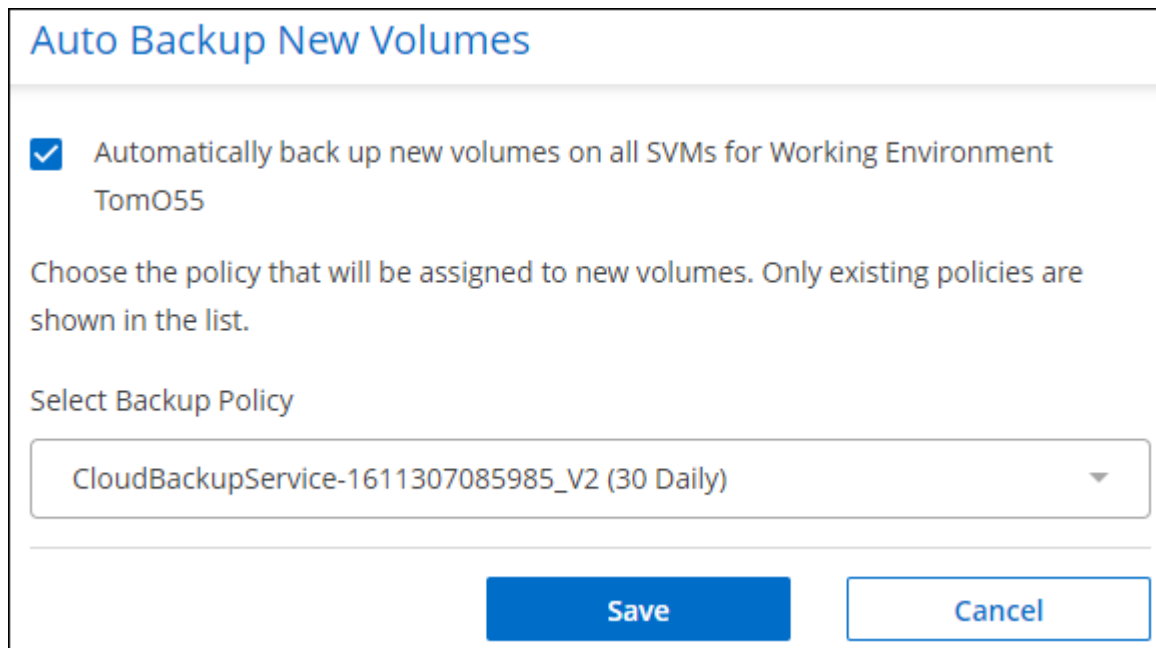 Auto Backup New Volumes
Automatically back up new volumes on all SVMs for Working Environment
TomO55
Choose the policy that will be assigned to new volumes. Only existing policies are
shown in the list.
Select Backup Policy
CloudBackupService-1611307085985_V2 (30 Daily)
Save
Cancel